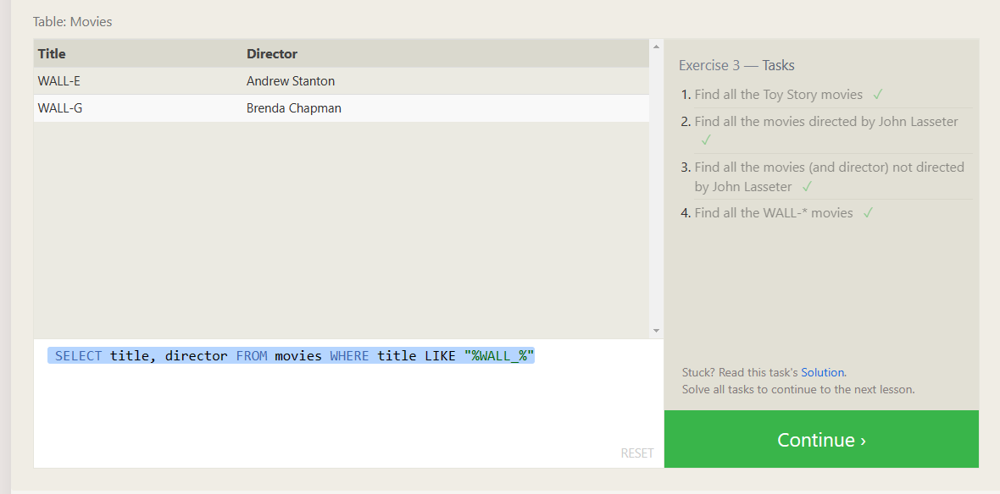 Table: Movies
Title Director
WALL-E Andrew Stanton
WALL-G Brenda Chapman
SELECT title, director FROM movies WHERE title LIKE "%WALL_%"
RESET
Exercise 3 — Tasks
1. Find all the Toy Story movies ✓
2. Find all the movies directed by John Lasseter
✓
3. Find all the movies (and director) not directed
by John Lasseter ✓
4. Find all the WALL-* movies ✓
Stuck? Read this task's Solution.
Solve all tasks to continue to the next lesson.
Continue ›